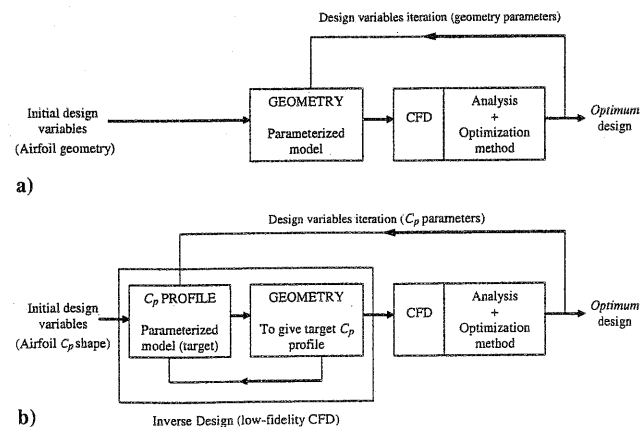 Design variables iteration (geometry parameters)
Initial design
variables
(Airfoil geometry)
GEOMETRY
Parameterized
model
CFD
Analysis
+
Optimization
method
Optimum
design
a)
Design variables iteration (Cp parameters)
Initial design
variables
(Airfoil Cp shape)
Cp PROFILE
Parameterized
model (target)
GEOMETRY
To give target Cp
profile
CFD
Analysis
+
Optimization
method
Optimum
design
b)
Inverse Design (low-fidelity CFD)